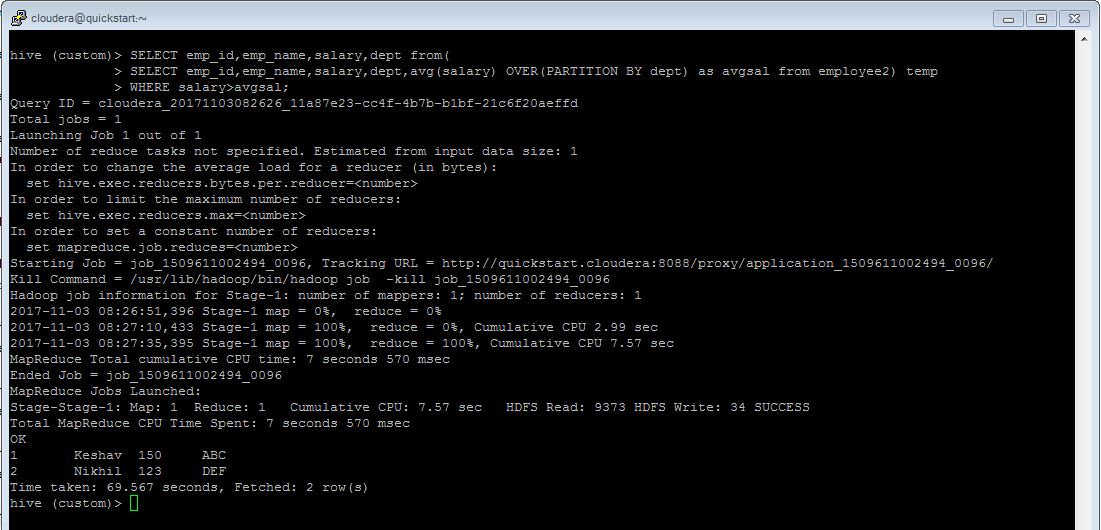 cloudera@quickstart:~
hive (custom)> SELECT emp_id,emp_name,salary,dept from(
> SELECT emp_id,emp_name,salary,dept,avg(salary) OVER(PARTITION BY dept) as avgsal from employee2) temp
> WHERE salary>avgsal;
Query ID = cloudera_20171103082626_11a87e23-cc4f-4b7b-b1bf-21c6f20aeffd
Total jobs = 1
Launching Job 1 out of 1
Number of reduce tasks not specified. Estimated from input data size: 1
In order to change the average load for a reducer (in bytes):
  set hive.exec.reducers.bytes.per.reducer=<number>
In order to limit the maximum number of reducers:
  set hive.exec.reducers.max=<number>
In order to set a constant number of reducers:
  set mapreduce.job.reduces=<number>
Starting Job = job_1509611002494_0096, Tracking URL = http://quickstart.cloudera:8088/proxy/application_1509611002494_0096/
Kill Command = /usr/lib/hadoop/bin/hadoop job  -kill job_1509611002494_0096
Hadoop job information for Stage-1: number of mappers: 1; number of reducers: 1
2017-11-03 08:26:51,396 Stage-1 map = 0%,  reduce = 0%
2017-11-03 08:27:10,433 Stage-1 map = 100%,  reduce = 0%, Cumulative CPU 2.99 sec
2017-11-03 08:27:35,395 Stage-1 map = 100%,  reduce = 100%, Cumulative CPU 7.57 sec
MapReduce Total cumulative CPU time: 7 seconds 570 msec
Ended Job = job_1509611002494_0096
MapReduce Jobs Launched:
Stage-Stage-1: Map: 1  Reduce: 1   Cumulative CPU: 7.57 sec   HDFS Read: 9373 HDFS Write: 34 SUCCESS
Total MapReduce CPU Time Spent: 7 seconds 570 msec
OK
1       Keshav  150     ABC
2       Nikhil  123     DEF
Time taken: 69.567 seconds, Fetched: 2 row(s)
hive (custom)>